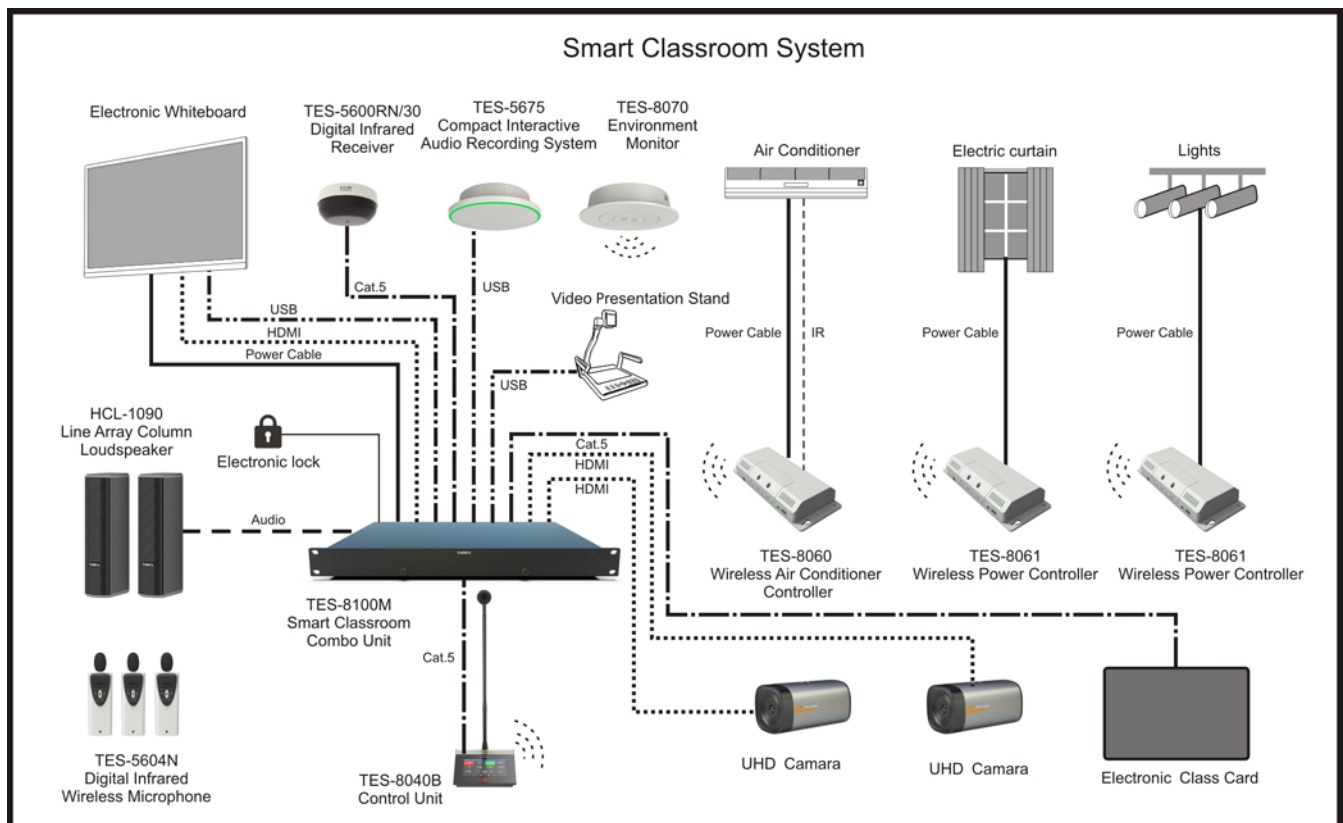 Smart Classroom System
Electronic Whiteboard
TES-5600RN/30
Digital Infrared
Receiver
TES-5675
Compact Interactive
Audio Recording System
TES-8070
Environment
Monitor
Air Conditioner
Electric curtain
Lights
Cat.5
USB
USB
HDMI
Power Cable
Video Presentation Stand
USB
Power Cable
IR
Power Cable
Power Cable
HCL-1090
Line Array Column
Loudspeaker
Electronic lock
Audio
Cat.5
HDMI
HDMI
TES-8100M
Smart Classroom
Combo Unit
TES-8060
Wireless Air Conditioner
Controller
TES-8061
Wireless Power Controller
TES-8061
Wireless Power Controller
Cat.5
TES-5604N
Digital Infrared
Wireless Microphone
TES-8040B
Control Unit
UHD Camara
UHD Camara
Electronic Class Card